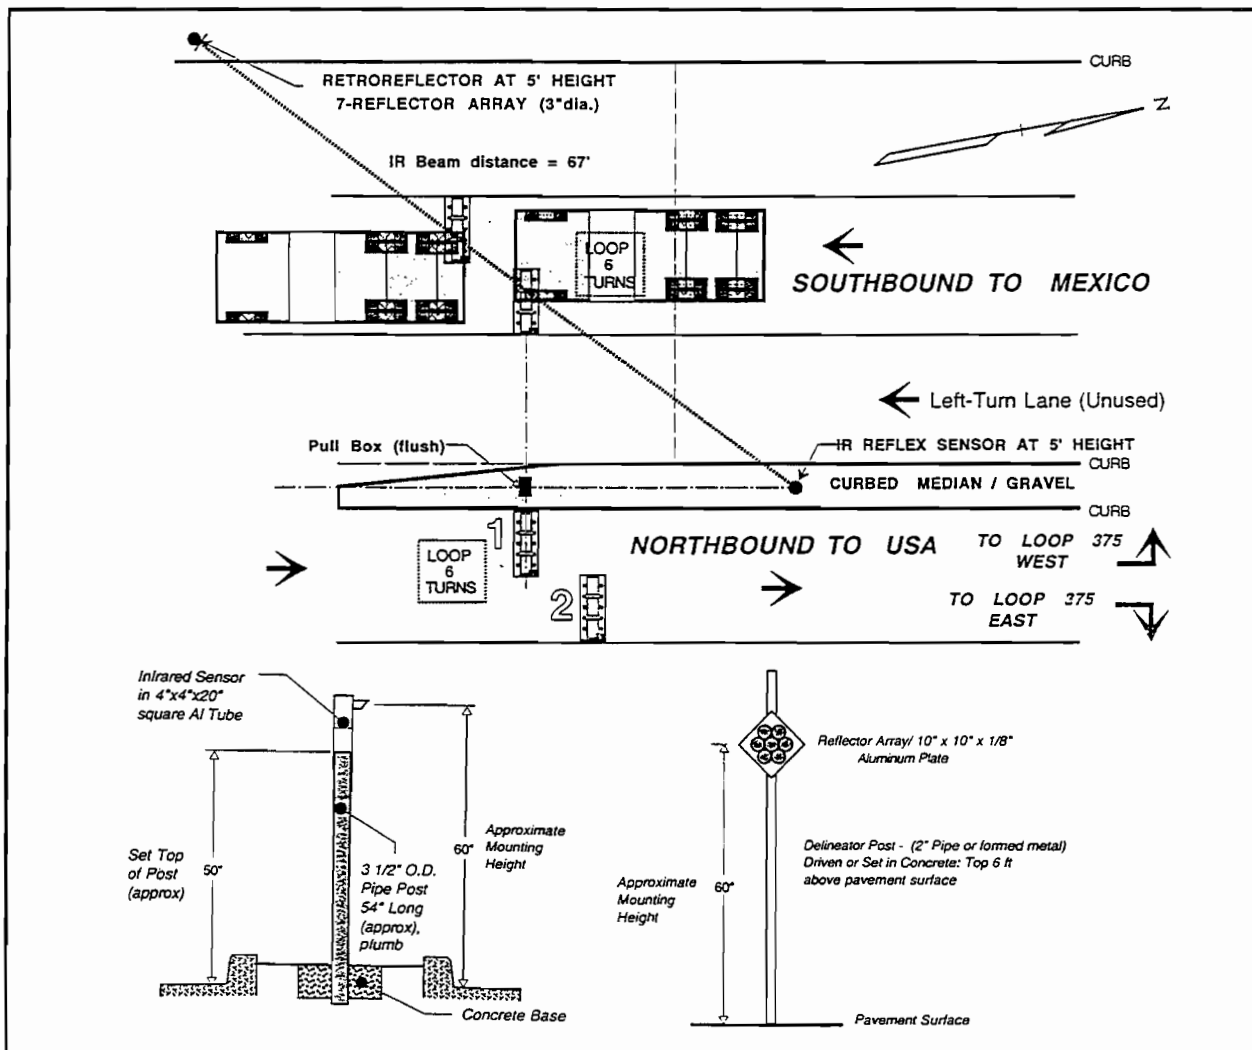 CURB
RETROREFLECTOR AT 5' HEIGHT
7-REFLECTOR ARRAY (3"dia.)
N
IR Beam distance = 67'
LOOP
6
TURNS
SOUTHBOUND TO MEXICO
Left-Turn Lane (Unused)
Pull Box (flush)
IR REFLEX SENSOR AT 5' HEIGHT
CURB
CURBED MEDIAN / GRAVEL
CURB
1
LOOP
6
TURNS
NORTHBOUND TO USA
TO LOOP 375
WEST
2
TO LOOP 375
EAST
Infrared Sensor
in 4"x4"x20"
square Al Tube
Reflector Array/ 10" x 10" x 1/8"
Aluminum Plate
Set Top
of Post
(approx)
50"
3 1/2" O.D.
Pipe Post
54" Long
(approx),
plumb
60"
Approximate
Mounting
Height
Concrete Base
Delineator Post - (2" Pipe or formed metal)
Driven or Set in Concrete: Top 6 ft
above pavement surface
Approximate
Mounting
Height
60"
Pavement Surface